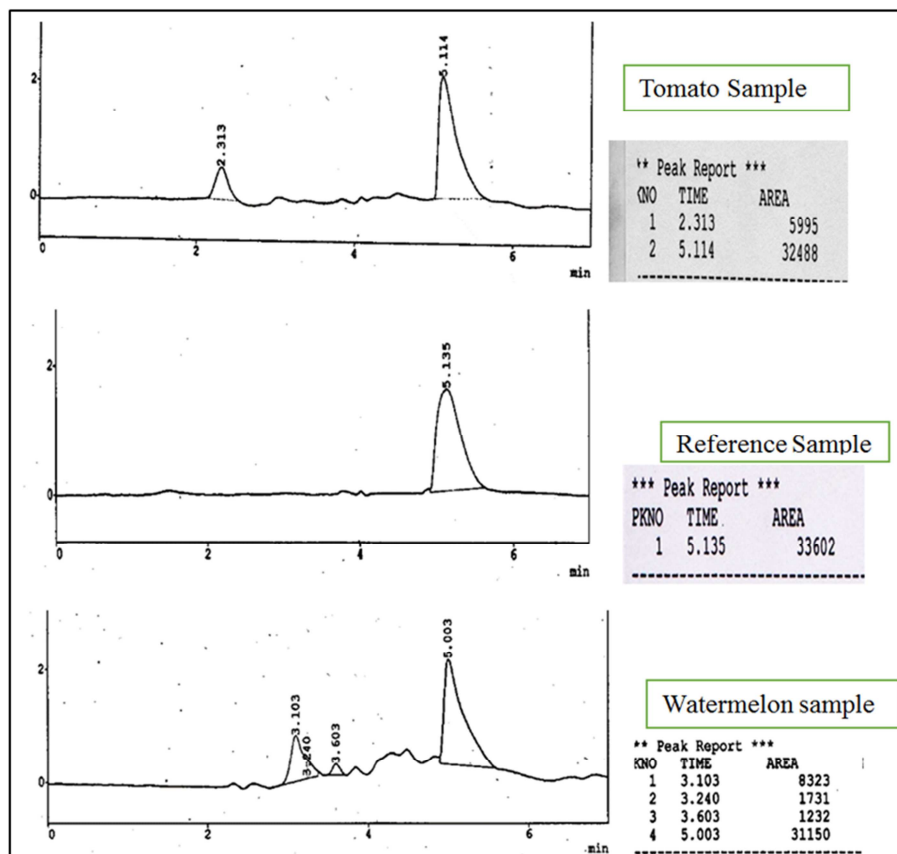 2.313
5.114
2
0
0
2
4
6
min
Tomato Sample
** Peak Report ***
KNO TIME AREA
1 2.313 5995
2 5.114 32488
5.135
2
0
0
2
4
6
min
Reference Sample
*** Peak Report ***
PKNO TIME AREA
1 5.135 33602
3.103
3.240
3.603
5.003
2
0
0
2
4
6
min
Watermelon sample
** Peak Report ***
KNO TIME AREA
1 3.103 8323
2 3.240 1731
3 3.603 1232
4 5.003 31150